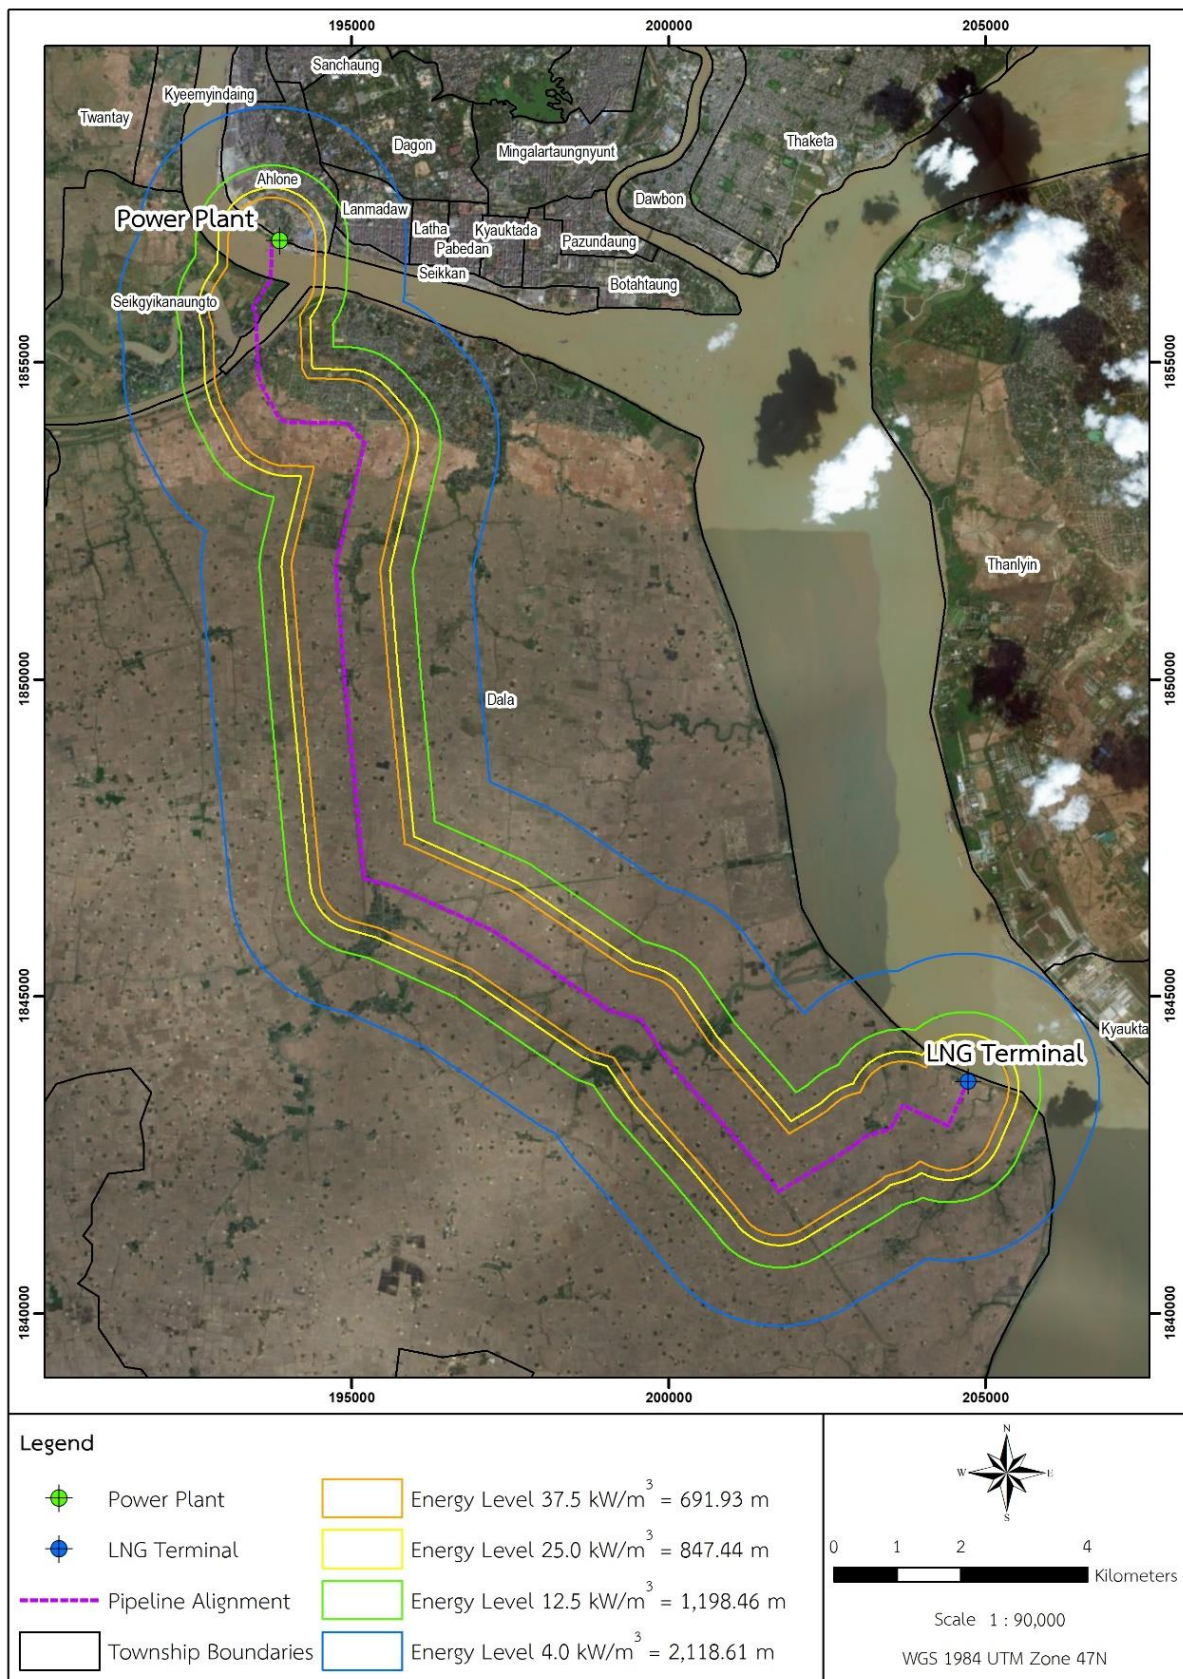 195000
200000
205000
Sanchaung
Kyeemyindaing
Twantay
Dagon
Mingalartaungnyunt
Thaketa
Ahlone
Dawbon
Power Plant
Lanmadaw
Latha
Kyauktada
Pabedan
Pazundaung
Seikkan
Botahtaung
Seikgyikanaungto
1855000
1855000
Thanlyin
1850000
1850000
Dala
1845000
1845000
Kyaukta
LNG Terminal
1840000
1840000
195000
200000
205000
Legend
Power Plant
LNG Terminal
Pipeline Alignment
Township Boundaries
Energy Level 37.5 kW/m³ = 691.93 m
Energy Level 25.0 kW/m³ = 847.44 m
Energy Level 12.5 kW/m³ = 1,198.46 m
Energy Level 4.0 kW/m³ = 2,118.61 m
N
W E
S
0 1 2 4
Kilometers
Scale 1 : 90,000
WGS 1984 UTM Zone 47N